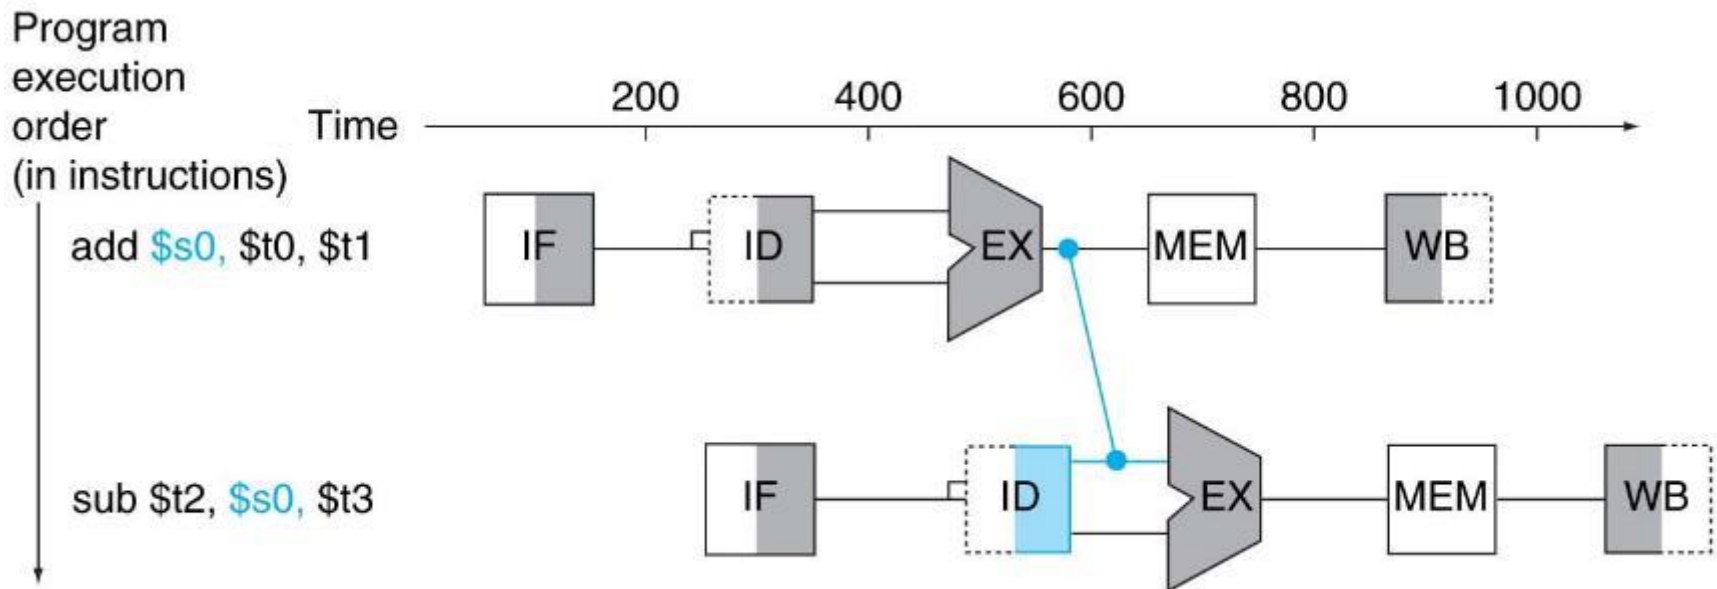 Program
execution
order
(in instructions)
Time
200 400 600 800 1000
add $s0, $t0, $t1
IF ID EX MEM WB
sub $t2, $s0, $t3
IF ID EX MEM WB